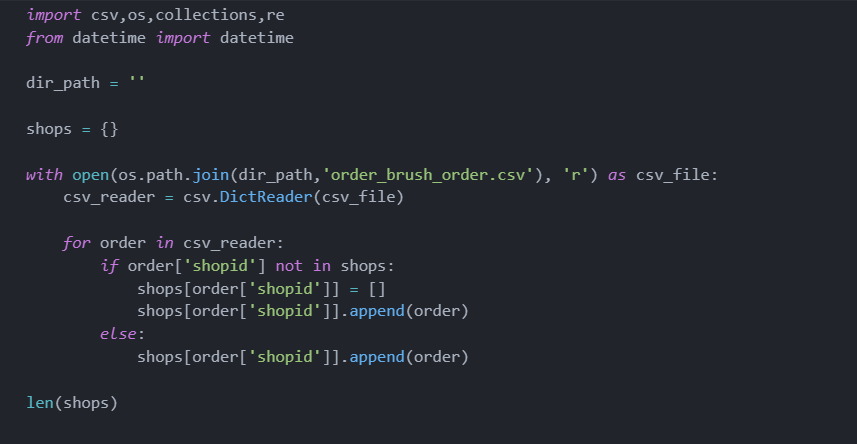 import csv,os,collections,re
from datetime import datetime
dir_path = ''
shops = {}
with open(os.path.join(dir_path,'order_brush_order.csv'), 'r') as csv_file:
    csv_reader = csv.DictReader(csv_file)
    for order in csv_reader:
        if order['shopid'] not in shops:
            shops[order['shopid']] = []
            shops[order['shopid']].append(order)
        else:
            shops[order['shopid']].append(order)
len(shops)